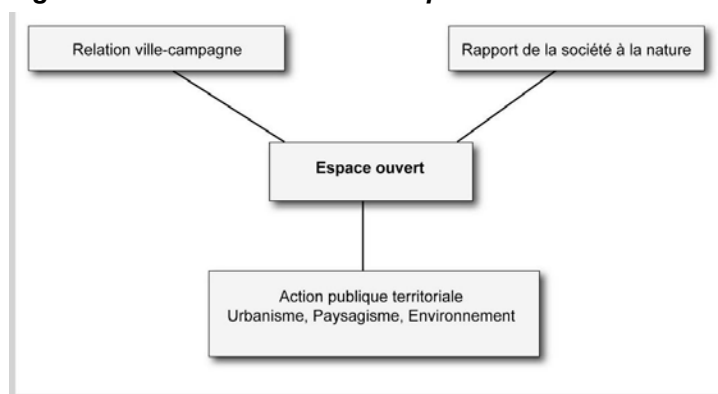 Relation ville-campagne
Rapport de la société à la nature
Espace ouvert
Action publique territoriale
Urbanisme, Paysagisme, Environnement